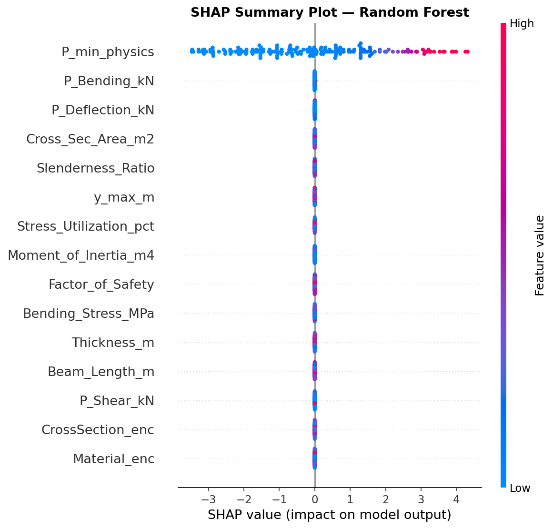 SHAP Summary Plot — Random Forest
High
P_min_physics
P_Bending_kN
P_Deflection_kN
Cross_Sec_Area_m2
Slenderness_Ratio
y_max_m
Stress_Utilization_pct
Moment_of_Inertia_m4
Factor_of_Safety
Bending_Stress_MPa
Thickness_m
Beam_Length_m
P_Shear_kN
CrossSection_enc
Material_enc
Feature value
Low
−3 −2 −1 0 1 2 3 4
SHAP value (impact on model output)